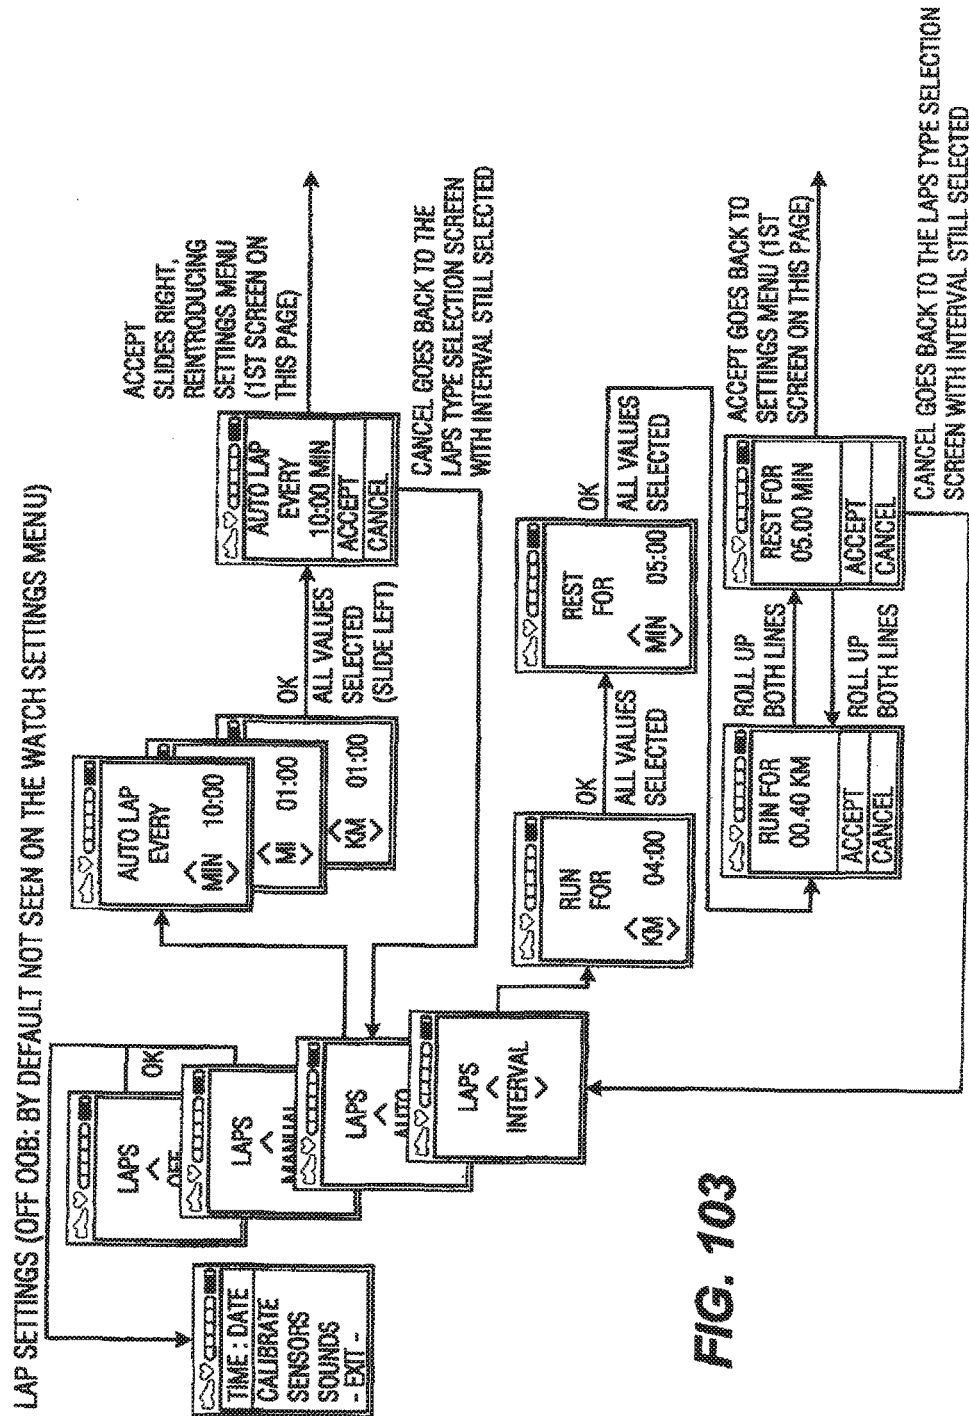 LAP SETTINGS (OFF OOB: BY DEFAULT NOT SEEN ON THE WATCH SETTINGS MENU)
TIME : DATE
CALIBRATE
SENSORS
SOUNDS
- EXIT -
LAPS
OFF
OK
LAPS
MANUAL
LAPS
AUTO
LAPS
INTERVAL
AUTO LAP
EVERY
MIN 10:00
MI 01:00
KM 01:00
OK
ALL VALUES
SELECTED
(SLIDE LEFT)
AUTO LAP
EVERY
10:00 MIN
ACCEPT
CANCEL
ACCEPT
SLIDES RIGHT,
REINTRODUCING
SETTINGS MENU
(1ST SCREEN ON
THIS PAGE)
CANCEL GOES BACK TO THE
LAPS TYPE SELECTION SCREEN
WITH INTERVAL STILL SELECTED
RUN
FOR
KM 04:00
OK
ALL VALUES
SELECTED
REST
FOR
MIN 05:00
OK
ALL VALUES
SELECTED
RUN FOR
00.40 KM
ACCEPT
CANCEL
ROLL UP
BOTH LINES
ROLL UP
BOTH LINES
REST FOR
05.00 MIN
ACCEPT
CANCEL
ACCEPT GOES BACK TO
SETTINGS MENU (1ST
SCREEN ON THIS PAGE)
CANCEL GOES BACK TO THE LAPS TYPE SELECTION
SCREEN WITH INTERVAL STILL SELECTED
FIG. 103